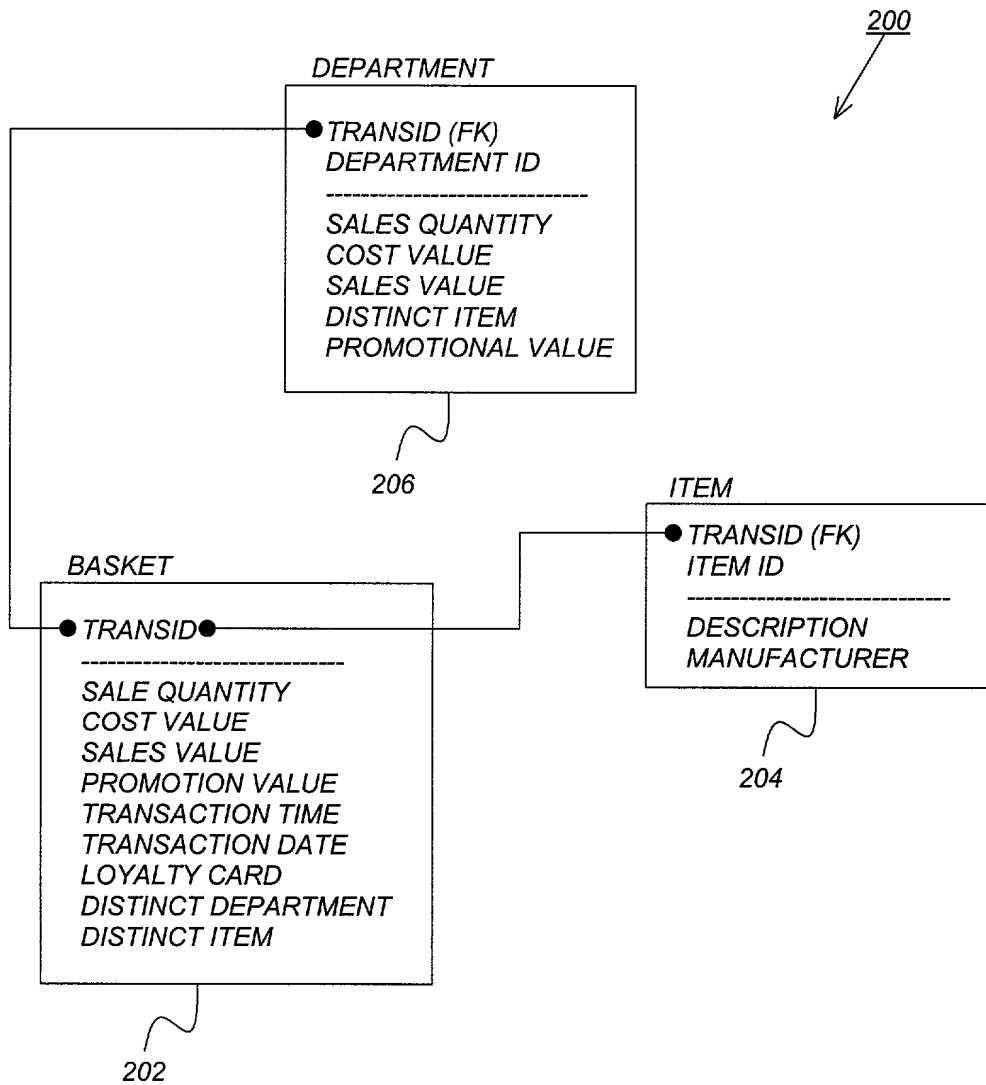 200
DEPARTMENT
TRANSID (FK)
DEPARTMENT ID
SALES QUANTITY
COST VALUE
SALES VALUE
DISTINCT ITEM
PROMOTIONAL VALUE
206
ITEM
TRANSID (FK)
ITEM ID
DESCRIPTION
MANUFACTURER
204
BASKET
TRANSID
SALE QUANTITY
COST VALUE
SALES VALUE
PROMOTION VALUE
TRANSACTION TIME
TRANSACTION DATE
LOYALTY CARD
DISTINCT DEPARTMENT
DISTINCT ITEM
202